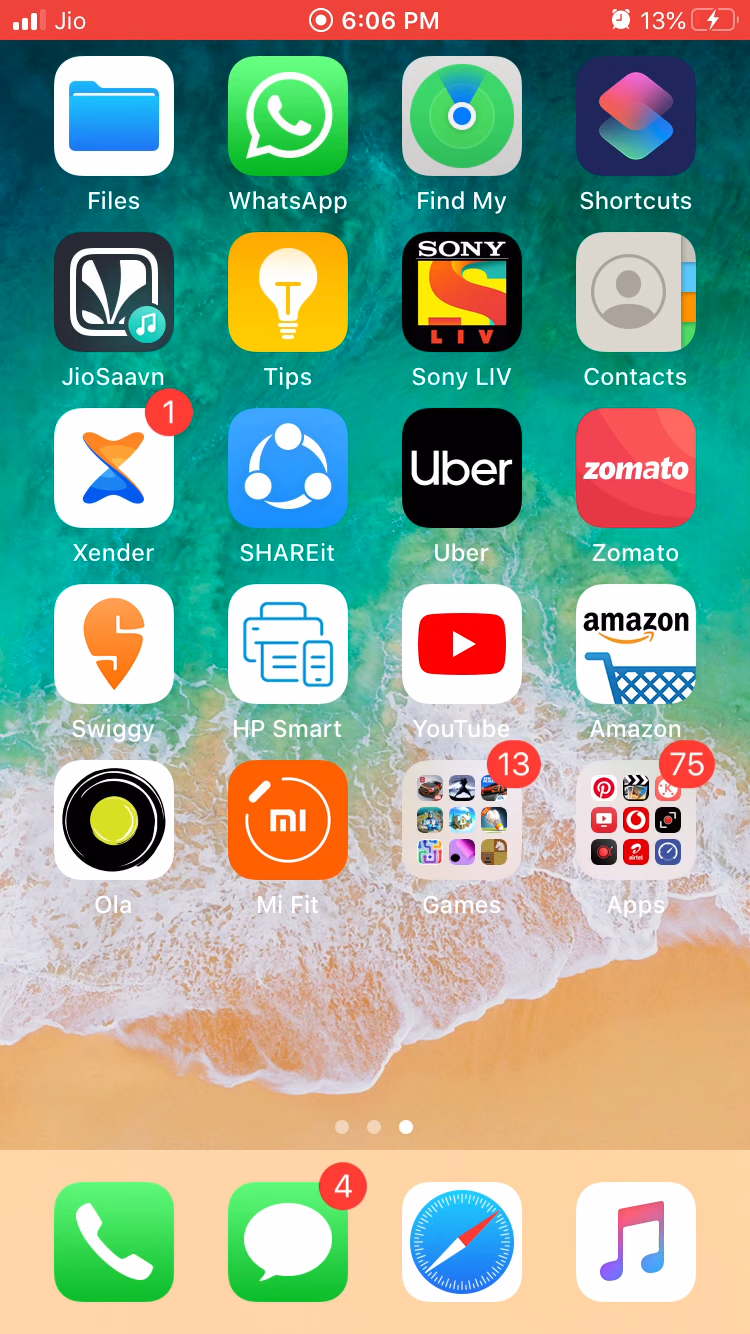 Jio 6:06 PM 13%
Files WhatsApp Find My Shortcuts
SONY
LIV
JioSaavn Tips Sony LIV Contacts
1
Uber zomato
Xender SHAREit Uber Zomato
amazon
Swiggy HP Smart YouTube Amazon
13 75
mi
airtel
Ola Mi Fit Games Apps
4